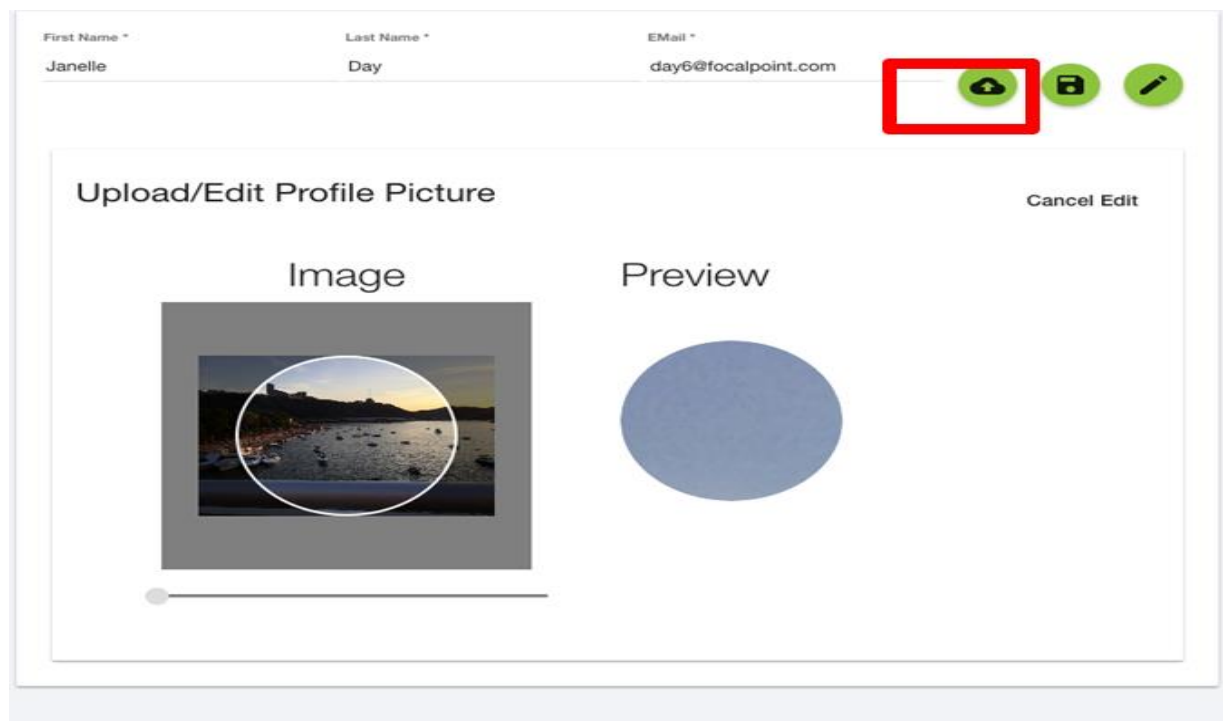 First Name * Last Name * EMail *
Janelle Day day6@focalpoint.com
Upload/Edit Profile Picture
Cancel Edit
Image Preview